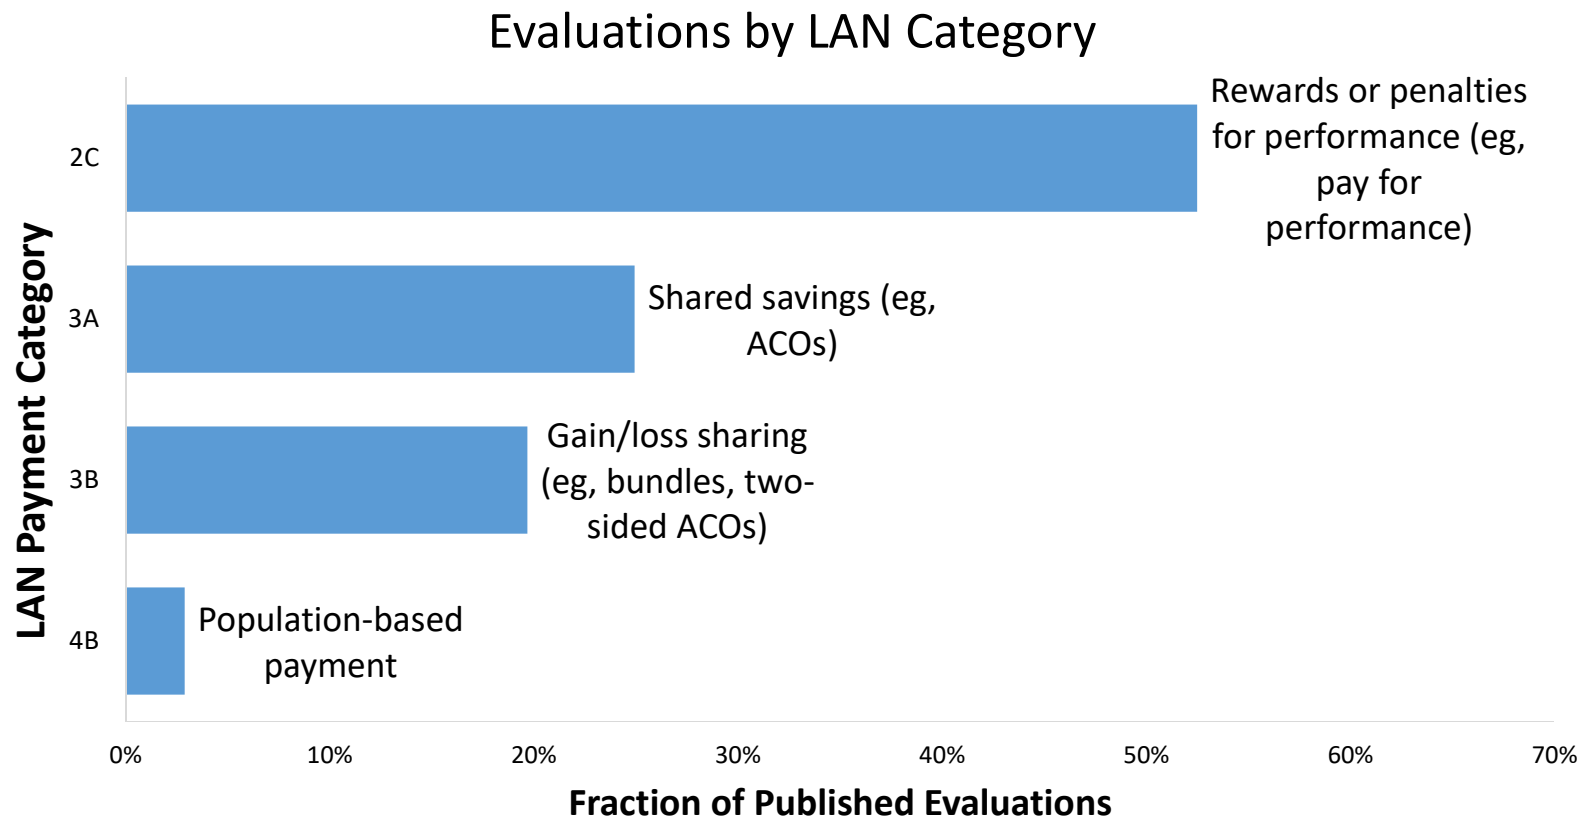 Evaluations by LAN Category
LAN Payment Category
2C
Rewards or penalties
for performance (eg,
pay for
performance)
3A
Shared savings (eg,
ACOs)
3B
Gain/loss sharing
(eg, bundles, two-
sided ACOs)
4B
Population-based
payment
0% 10% 20% 30% 40% 50% 60% 70%
Fraction of Published Evaluations